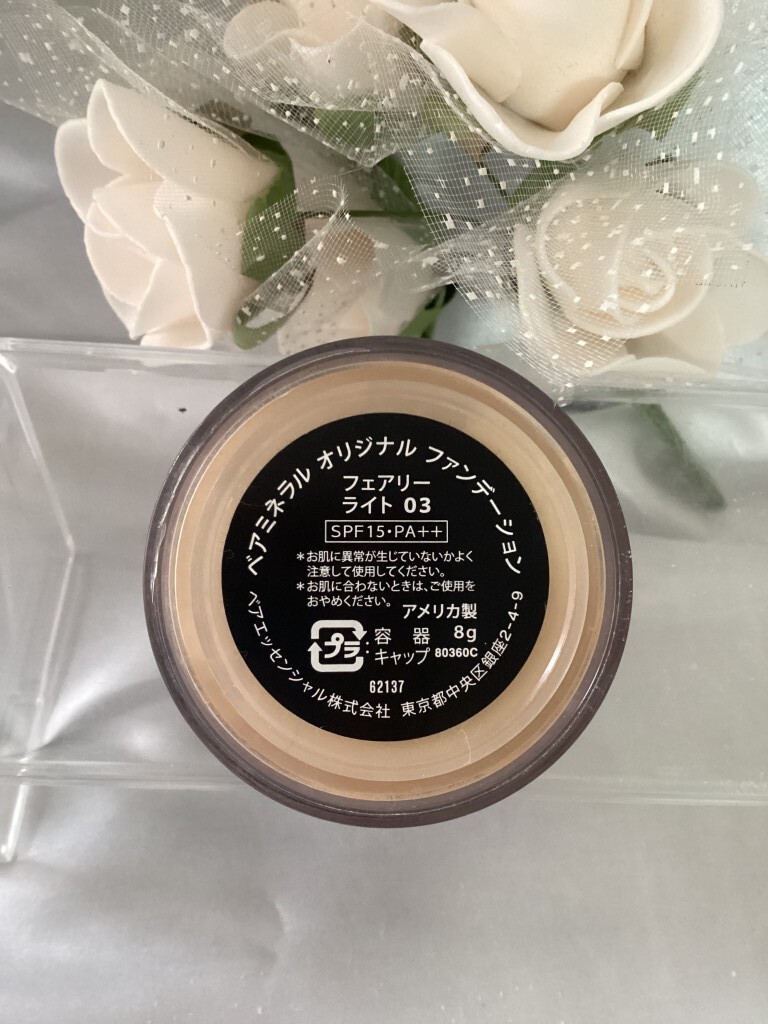 ベアミネラル オリジナル ファンデーション
フェアリー
ライト 03
SPF15・PA++
＊お肌に異常が生じていないかよく
注意して使用してください。
＊お肌に合わないときは、ご使用を
おやめください。
アメリカ製
プラ
:容器 8g
キャップ 80360C
62137
ベアエッセンシャル株式会社 東京都中央区銀座2-4-9